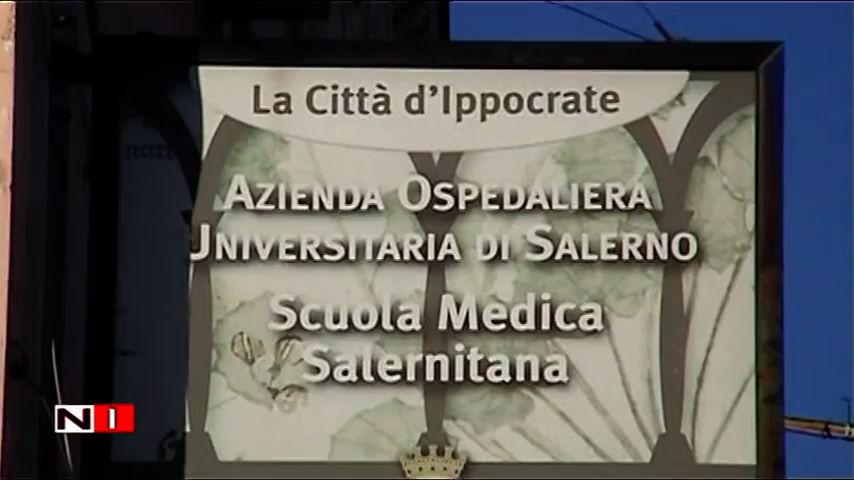 La Città d'Ippocrate
AZIENDA OSPEDALIERA
UNIVERSITARIA DI SALERNO
Scuola Medica
Salernitana
NI